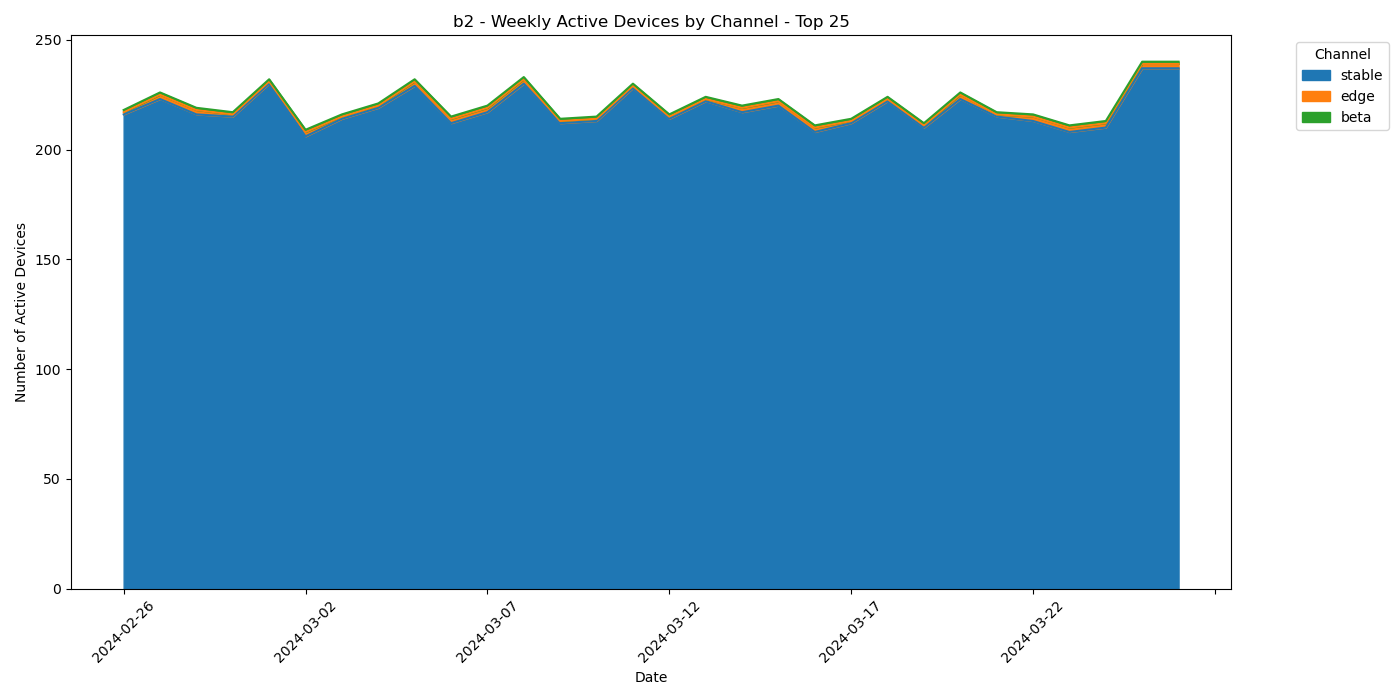 b2 - Weekly Active Devices by Channel - Top 25
Number of Active Devices
250
200
150
100
50
0
2024-02-26
2024-03-02
2024-03-07
2024-03-12
2024-03-17
2024-03-22
Date
Channel
stable
edge
beta